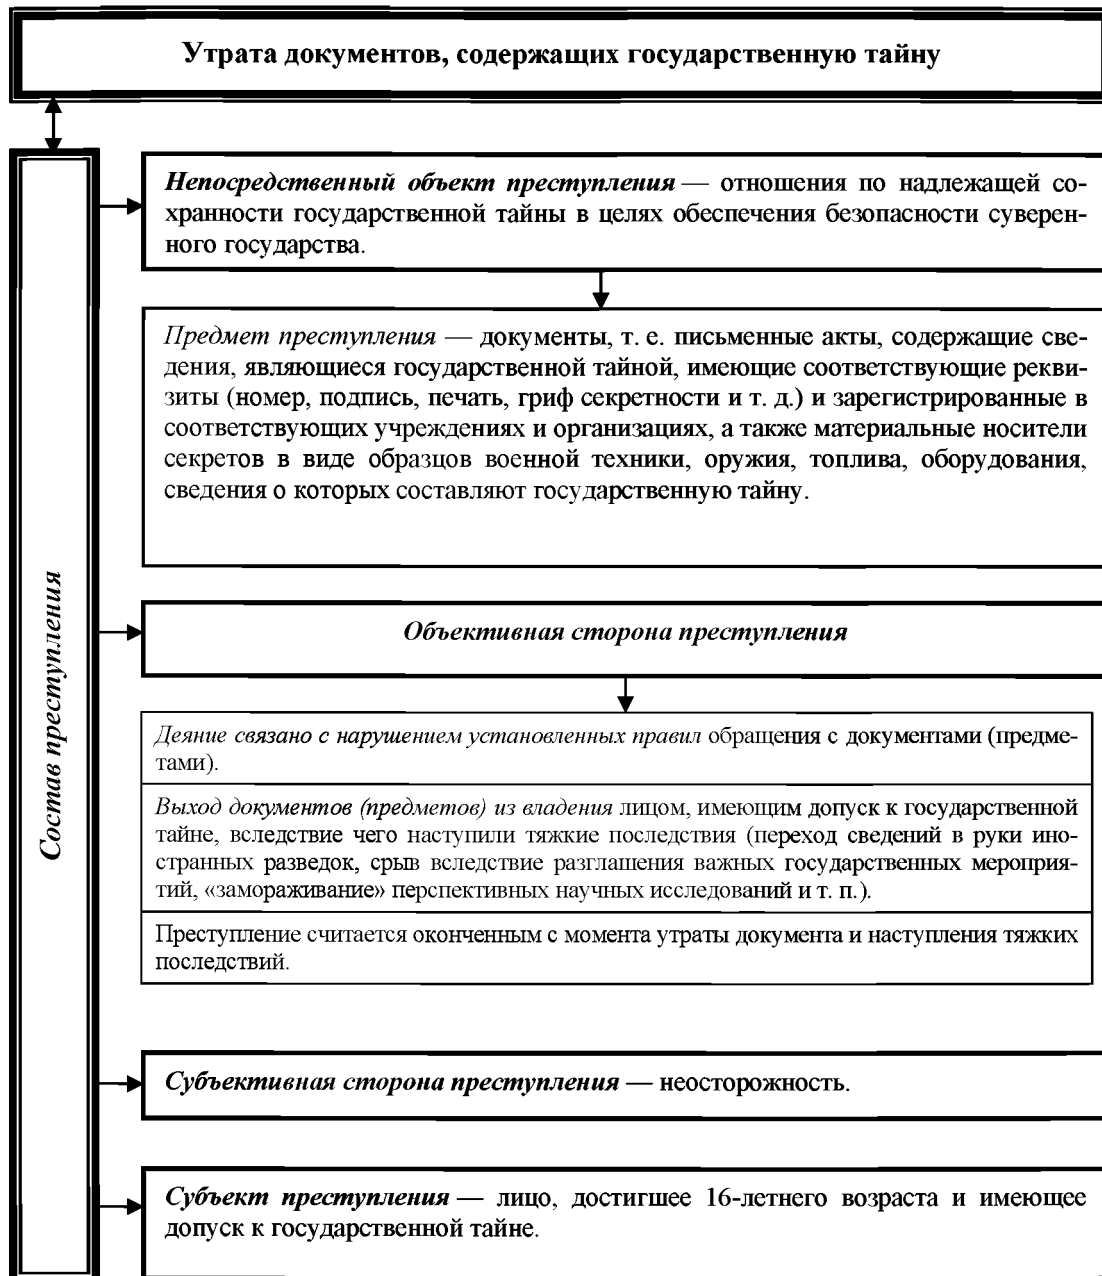 Утрата документов, содержащих государственную тайну
Состав преступления
Непосредственный объект преступления — отношения по надлежащей со-
хранности государственной тайны в целях обеспечения безопасности суверен-
ного государства.
Предмет преступления — документы, т. е. письменные акты, содержащие све-
дения, являющиеся государственной тайной, имеющие соответствующие рекви-
зиты (номер, подпись, печать, гриф секретности и т. д.) и зарегистрированные в
соответствующих учреждениях и организациях, а также материальные носители
секретов в виде образцов военной техники, оружия, топлива, оборудования,
сведения о которых составляют государственную тайну.
Объективная сторона преступления
Деяние связано с нарушением установленных правил обращения с документами (предме-
тами).
Выход документов (предметов) из владения лицом, имеющим допуск к государственной
тайне, вследствие чего наступили тяжкие последствия (переход сведений в руки ино-
странных разведок, срыв вследствие разглашения важных государственных мероприя-
тий, «замораживание» перспективных научных исследований и т. п.).
Преступление считается оконченным с момента утраты документа и наступления тяжких
последствий.
Субъективная сторона преступления — неосторожность.
Субъект преступления — лицо, достигшее 16-летнего возраста и имеющее
допуск к государственной тайне.